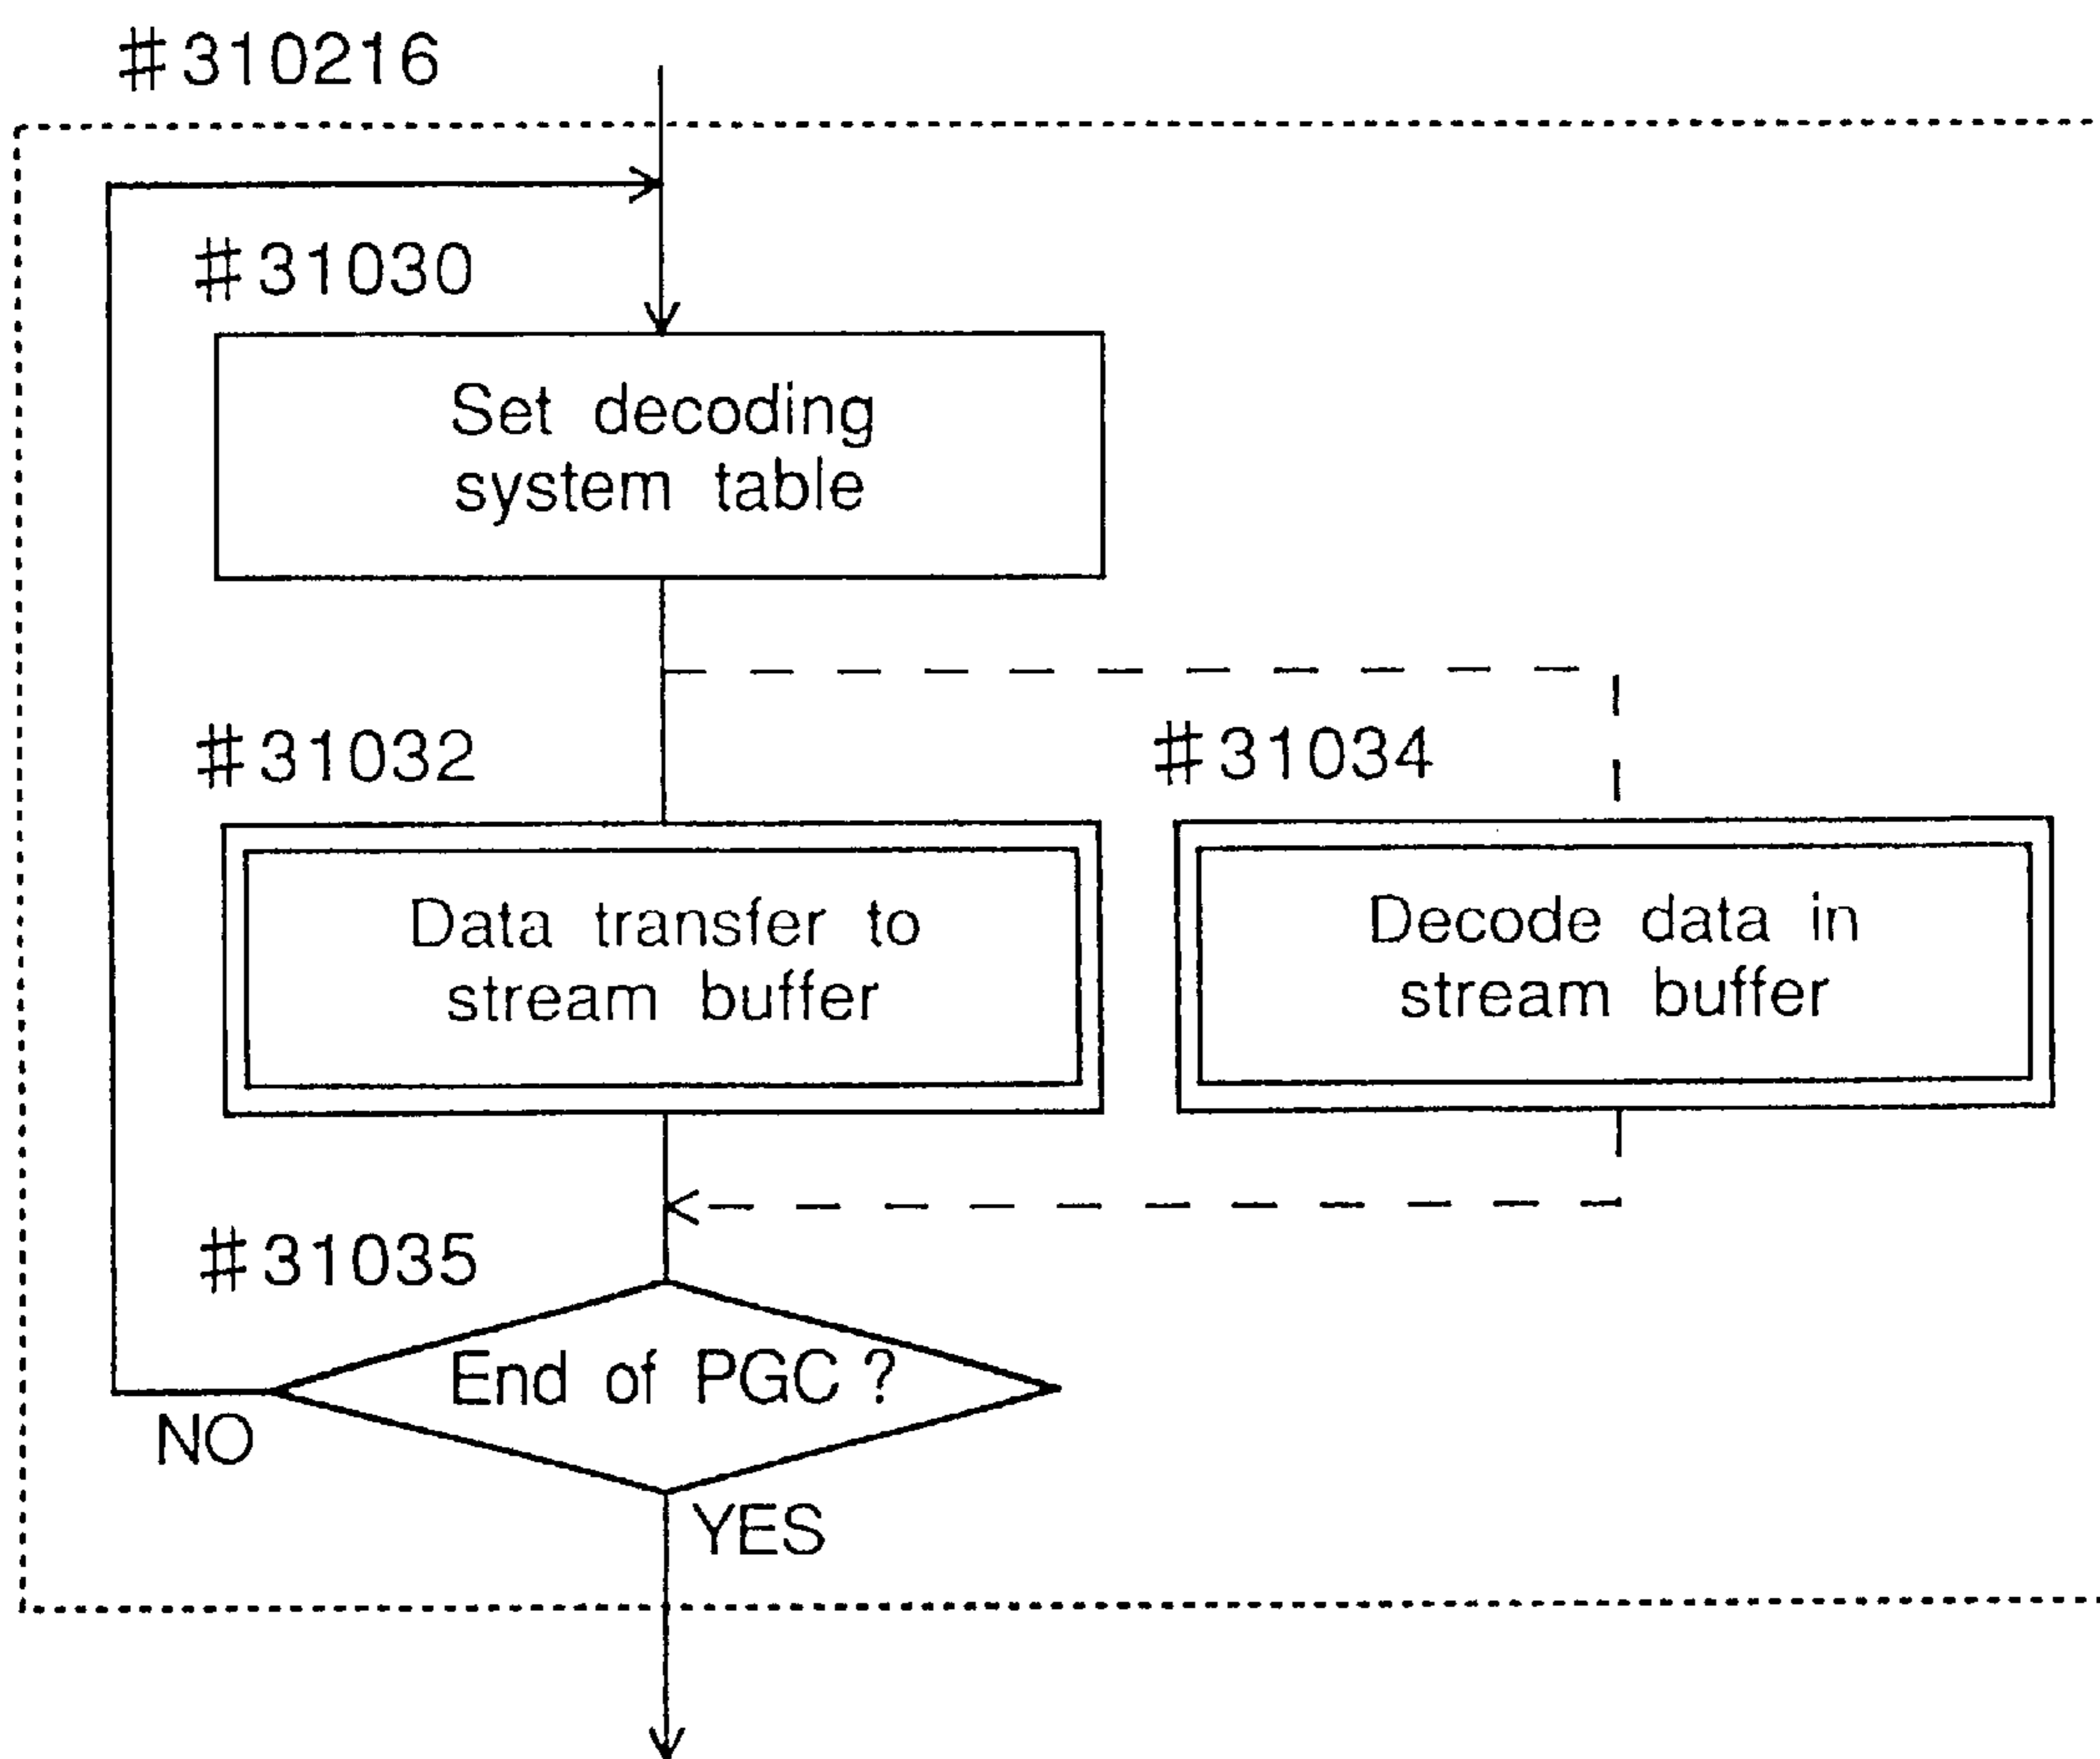 #310216
#31030
Set decoding
system table
#31032
#31034
Data transfer to
stream buffer
Decode data in
stream buffer
#31035
End of PGC ?
NO
YES